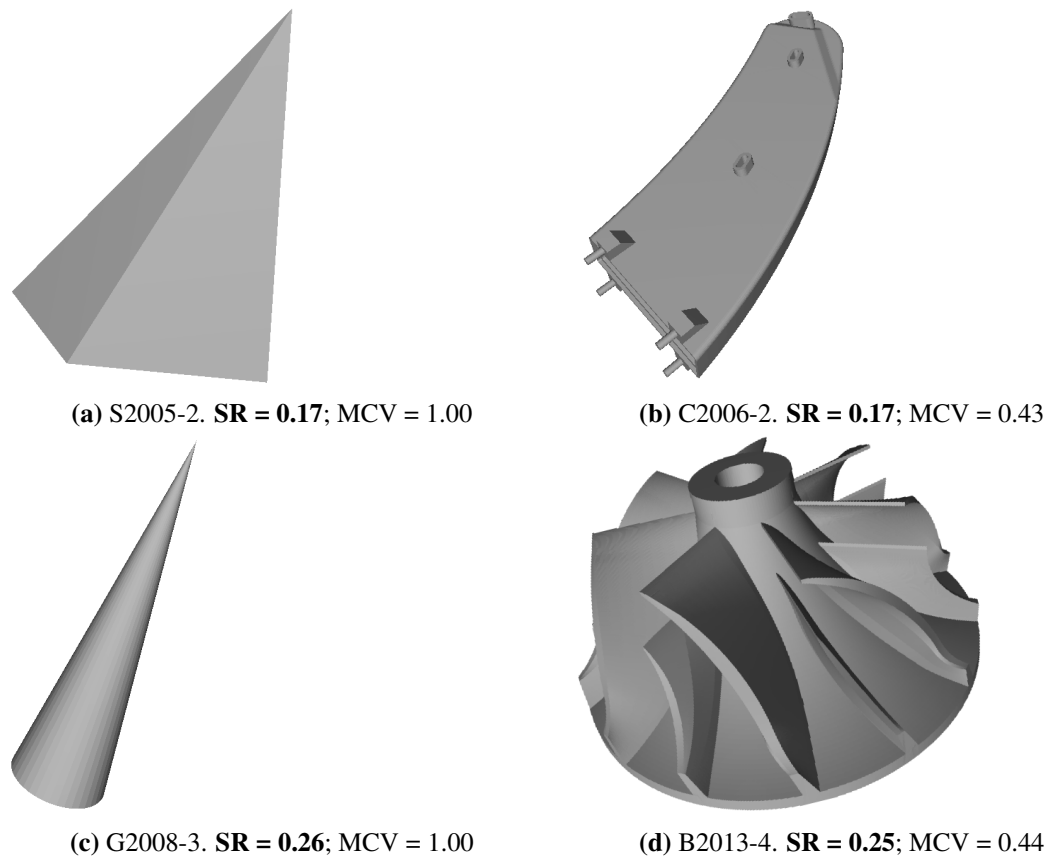 (a) S2005-2. SR = 0.17; MCV = 1.00
(b) C2006-2. SR = 0.17; MCV = 0.43
(c) G2008-3. SR = 0.26; MCV = 1.00
(d) B2013-4. SR = 0.25; MCV = 0.44